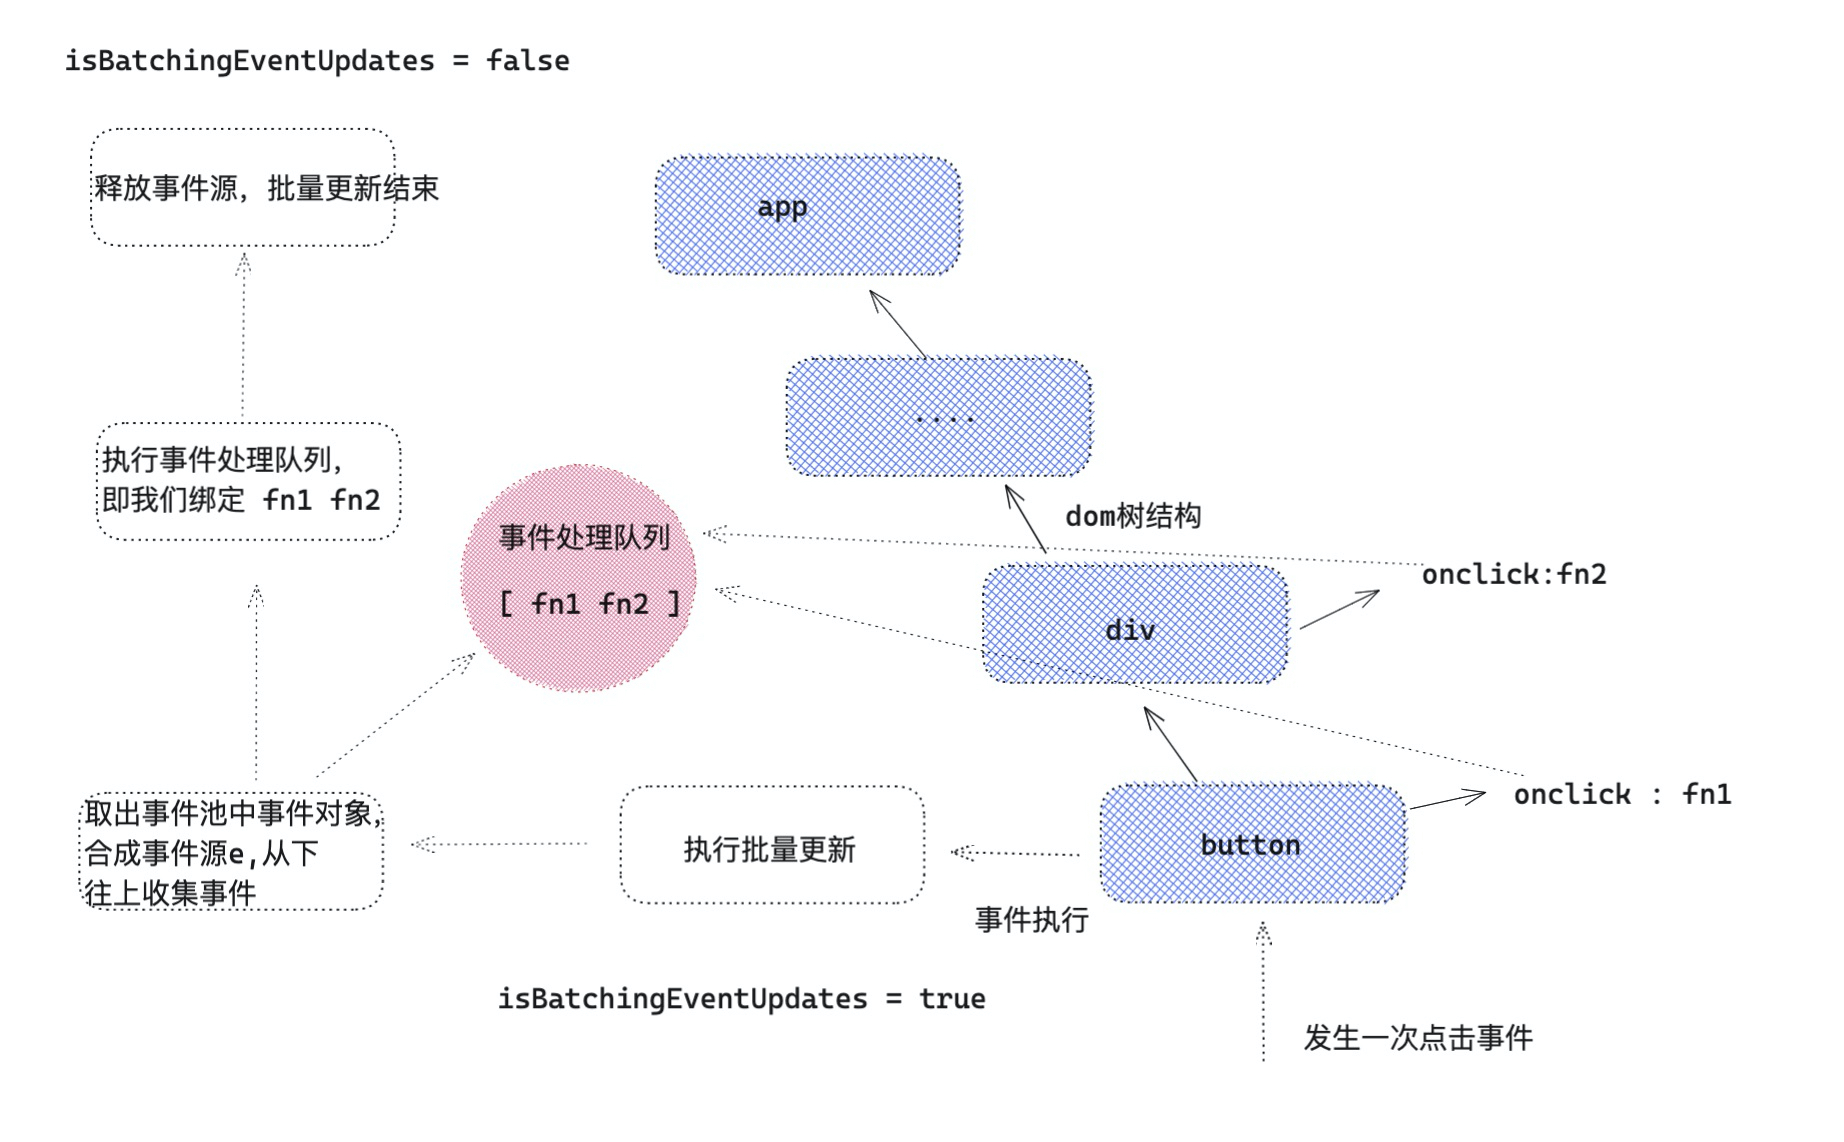 isBatchingEventUpdates = false
释放事件源，批量更新结束
app
....
执行事件处理队列，
即我们绑定 fn1 fn2
事件处理队列
[ fn1 fn2 ]
dom树结构
onclick:fn2
div
onclick : fn1
取出事件池中事件对象，
合成事件源e,从下
往上收集事件
执行批量更新
button
事件执行
isBatchingEventUpdates = true
发生一次点击事件